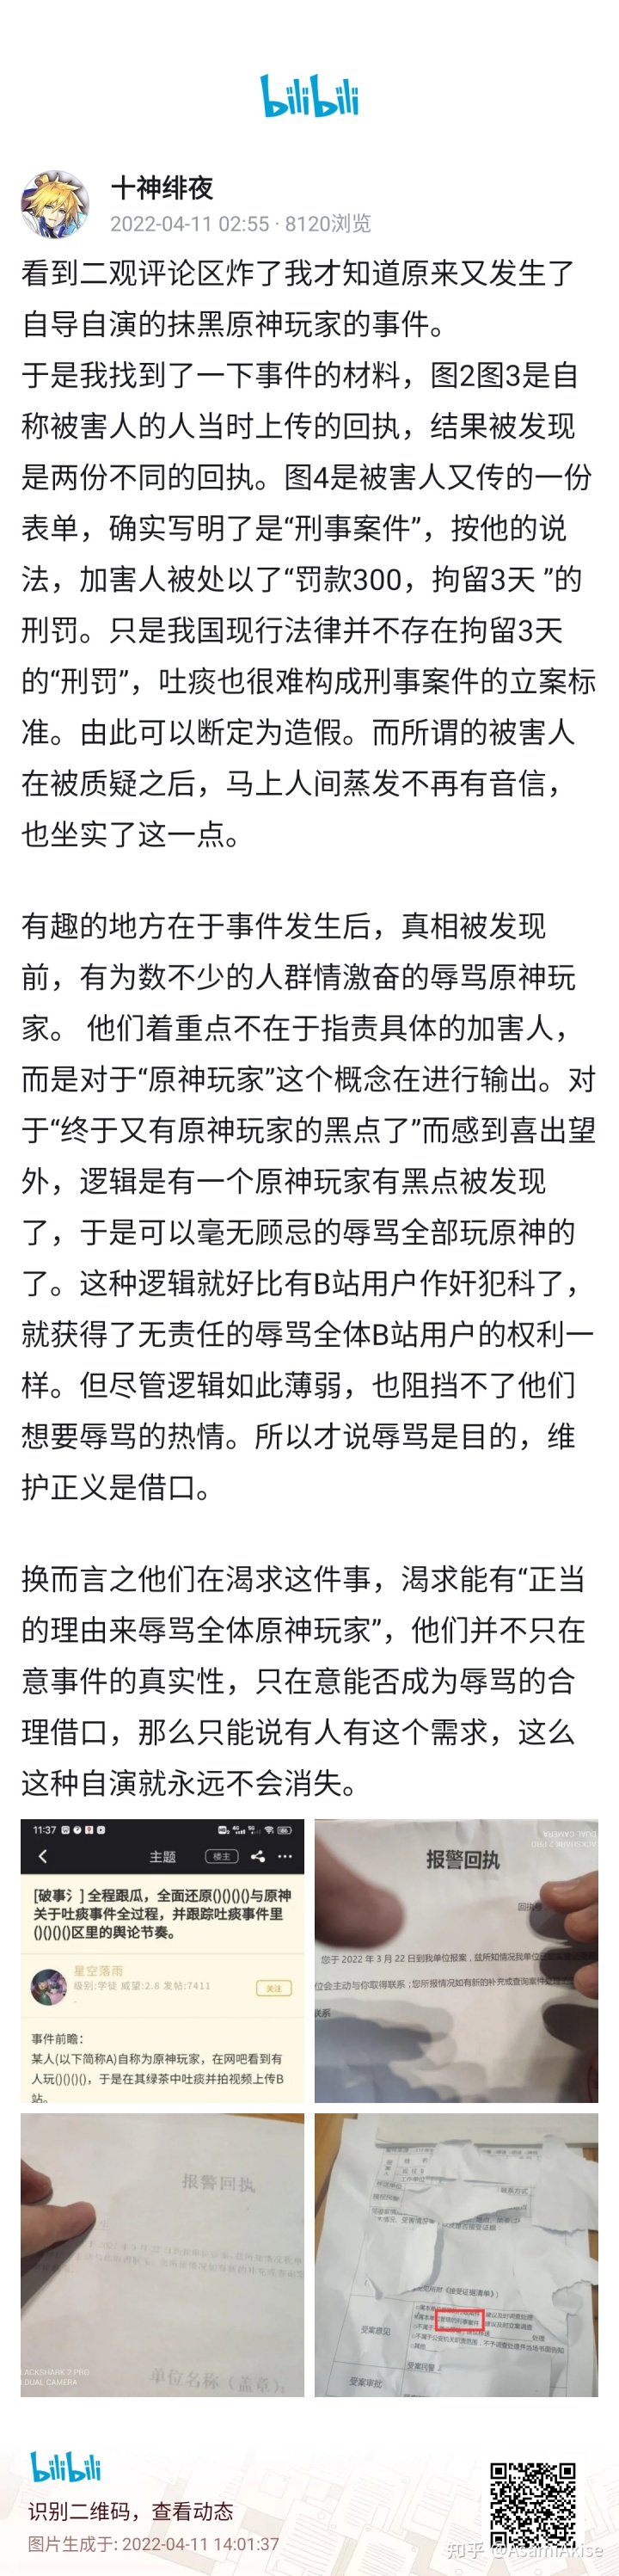 bilibili
十神绯夜
2022-04-11 02:55 · 8120浏览
看到二观评论区炸了我才知道原来又发生了
自导自演的抹黑原神玩家的事件。
于是我找到了一下事件的材料，图2图3是自
称被害人的人当时上传的回执，结果被发现
是两份不同的回执。图4是被害人又传的一份
表单，确实写明了是“刑事案件”，按他的说
法，加害人被处以了“罚款300，拘留3天 ”的
刑罚。只是我国现行法律并不存在拘留3天
的“刑罚”，吐痰也很难构成刑事案件的立案标
准。由此可以断定为造假。而所谓的被害人
在被质疑之后，马上人间蒸发不再有音信，
也坐实了这一点。
有趣的地方在于事件发生后，真相被发现
前，有为数不少的人群情激奋的辱骂原神玩
家。 他们着重点不在于指责具体的加害人，
而是对于“原神玩家”这个概念在进行输出。对
于“终于又有原神玩家的黑点了”而感到喜出望
外，逻辑是有一个原神玩家有黑点被发现
了，于是可以毫无顾忌的辱骂全部玩原神的
了。这种逻辑就好比有B站用户作奸犯科了，
就获得了无责任的辱骂全体B站用户的权利一
样。但尽管逻辑如此薄弱，也阻挡不了他们
想要辱骂的热情。所以才说辱骂是目的，维
护正义是借口。
换而言之他们在渴求这件事，渴求能有“正当
的理由来辱骂全体原神玩家”，他们并不只在
意事件的真实性，只在意能否成为辱骂的合
理借口，那么只能说有人有这个需求，这么
这种自演就永远不会消失。
11:37
主题
楼主
[破事氵] 全程跟瓜，全面还原()()()()与原神
关于吐痰事件全过程，并跟踪吐痰事件里
()()()()区里的舆论节奏。
星空落雨
级别:学徒 威望:2.8 发帖:7411
关注
事件前瞻：
某人(以下简称A)自称为原神玩家，在网吧看到有
人玩()()()()，于是在其绿茶中吐痰并拍视频上传B
站。
DUAL CAMERA
报警回执
您于 2022 年 3 月 22 日到我单位报案，兹所知情况我单位
位会主动与你取得联系；您所报情况如有新的补充或查询案件
联系
报警回执
单位名称（盖章）：
ACKSHARK 2 PRO
DUAL CAMERA
联系方式
《接受证据清单》）
受案意见
受案民警
受案审批
bilibili
识别二维码，查看动态
图片生成于: 2022-04-11 14:01:37
知乎 @AsamiAkise